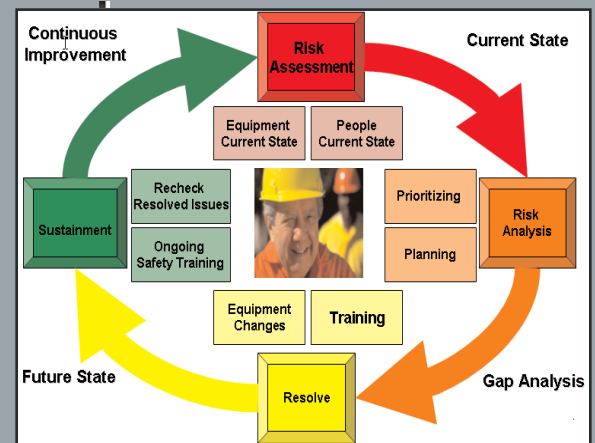 Continuous
Improvement
Risk
Assessment
Current State
Equipment
Current State
People
Current State
Recheck
Resolved Issues
Prioritizing
Sustainment
Risk
Analysis
Ongoing
Safety Training
Planning
Equipment
Changes
Training
Future State
Resolve
Gap Analysis